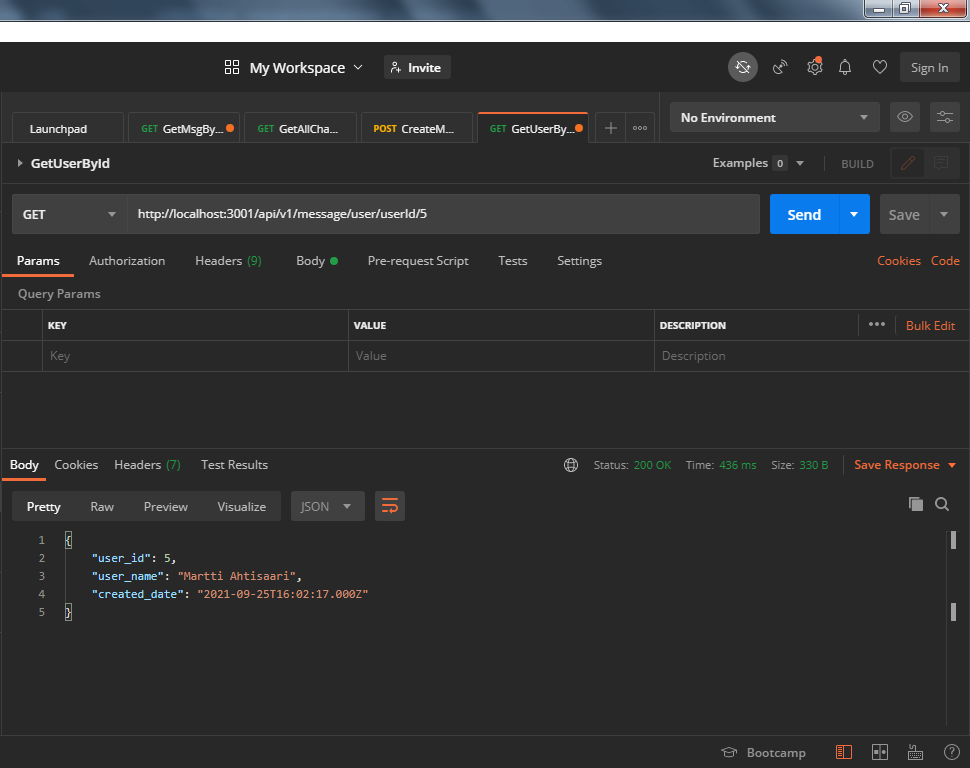 My Workspace Invite Sign In
Launchpad GET GetMsgBy... GET GetAllCha... POST CreateM... GET GetUserBy... No Environment
GetUserById Examples 0 BUILD
GET http://localhost:3001/api/v1/message/user/userId/5 Send Save
Params Authorization Headers (9) Body Pre-request Script Tests Settings Cookies Code
Query Params
KEY VALUE DESCRIPTION ••• Bulk Edit
Key Value Description
Body Cookies Headers (7) Test Results Status: 200 OK Time: 436 ms Size: 330 B Save Response
Pretty Raw Preview Visualize JSON
1 {
2 "user_id": 5,
3 "user_name": "Martti Ahtisaari",
4 "created_date": "2021-09-25T16:02:17.000Z"
5 }
Bootcamp